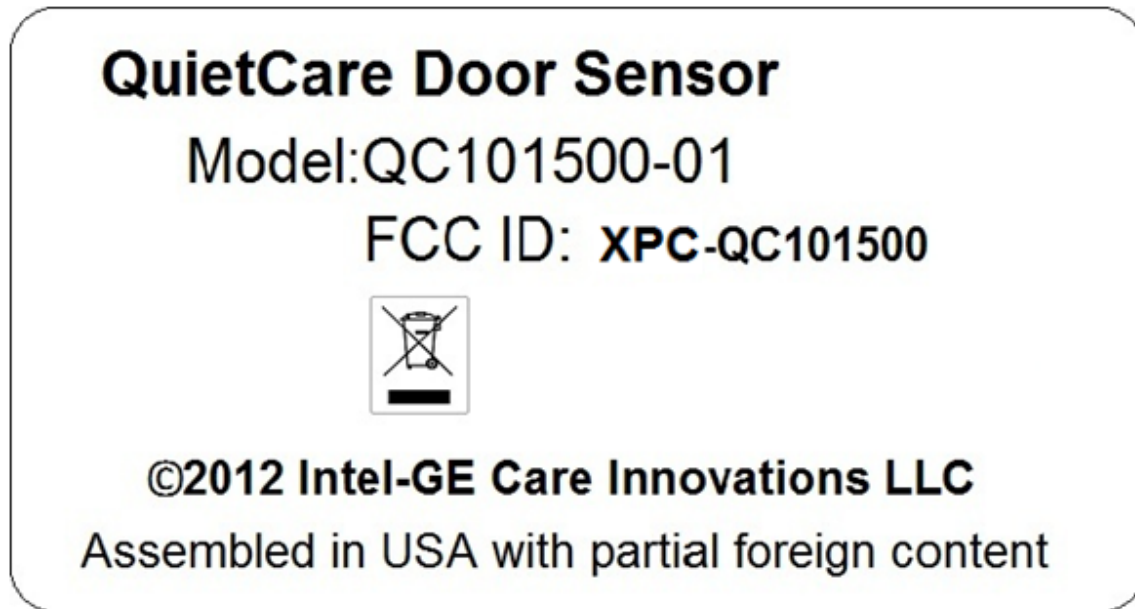 QuietCare Door Sensor
Model:QC101500-01
FCC ID: XPC-QC101500
©2012 Intel-GE Care Innovations LLC
Assembled in USA with partial foreign content